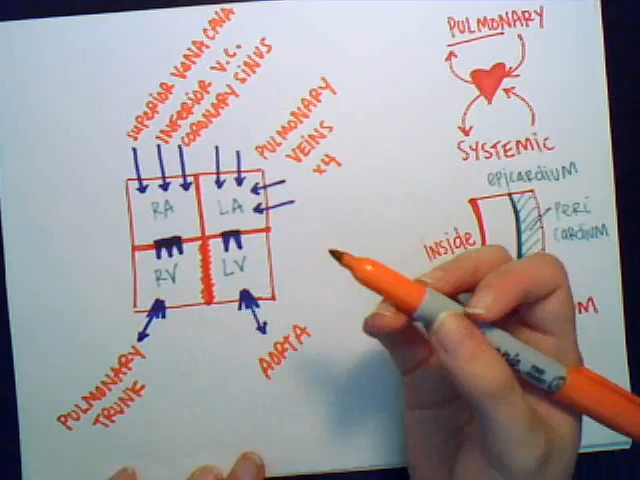 SUPERIOR VENA CAVA
INFERIOR V.C.
CORONARY SINUS
PULMONARY
VEINS
x4
RA
LA
RV
LV
PULMONARY
TRUNK
AORTA
PULMONARY
SYSTEMIC
epicardium
PERI
CARDIUM
inside
M